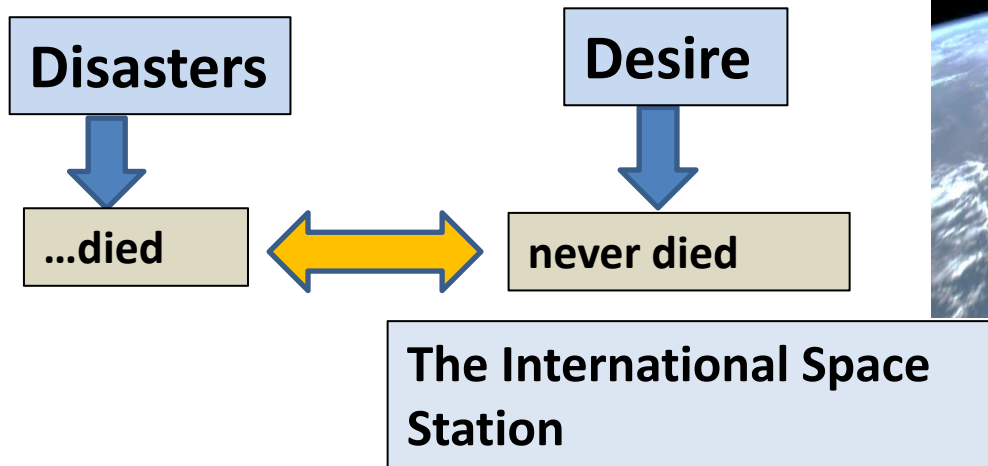 Disasters
Desire
...died
never died
The International Space
Station